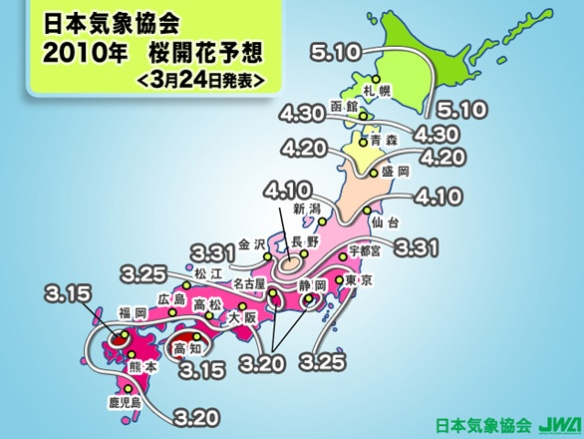 日本気象協会
2010年 桜開花予想
<3月24日発表>
5.10
札幌
5.10
函館
4.30
4.30
青森
4.20
4.20
盛岡
4.10
4.10
新潟
仙台
金沢
長野
3.31
3.31
宇都宮
松江
3.25
名古屋
静岡
東京
3.15
福岡
広島
高松
大阪
高知
熊本
3.15
3.20
3.25
鹿児島
3.20
日本気象協会 JWA